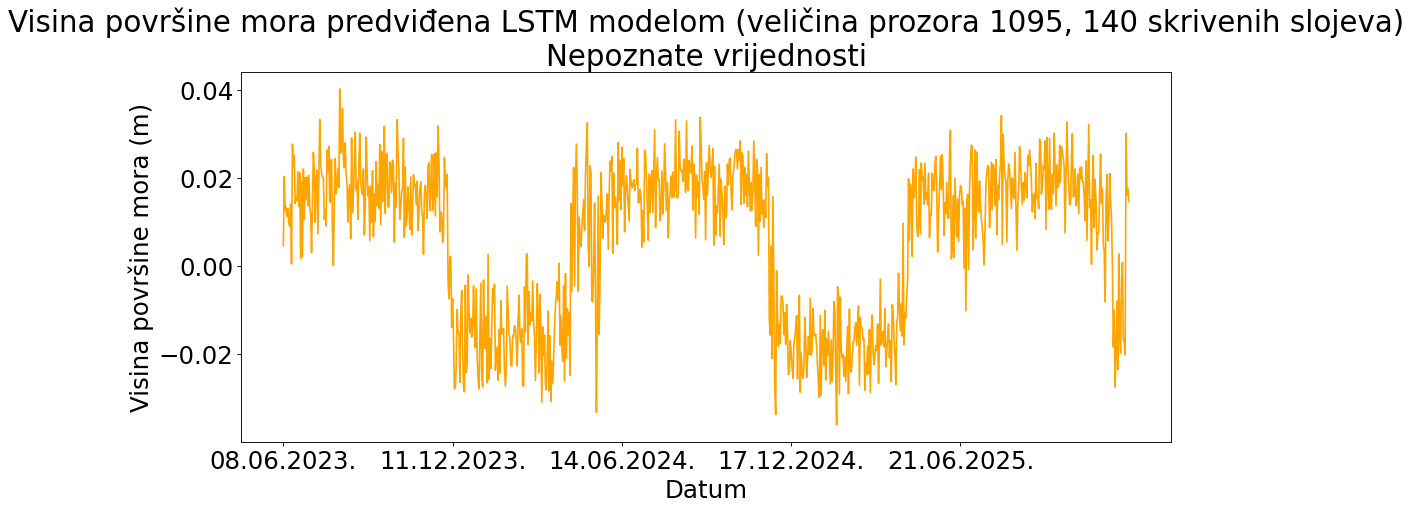 Visina površine mora predviđena LSTM modelom (veličina prozora 1095, 140 skrivenih slojeva)
Nepoznate vrijednosti
Visina površine mora (m)
0.04
0.02
0.00
−0.02
08.06.2023. 11.12.2023. 14.06.2024. 17.12.2024. 21.06.2025.
Datum